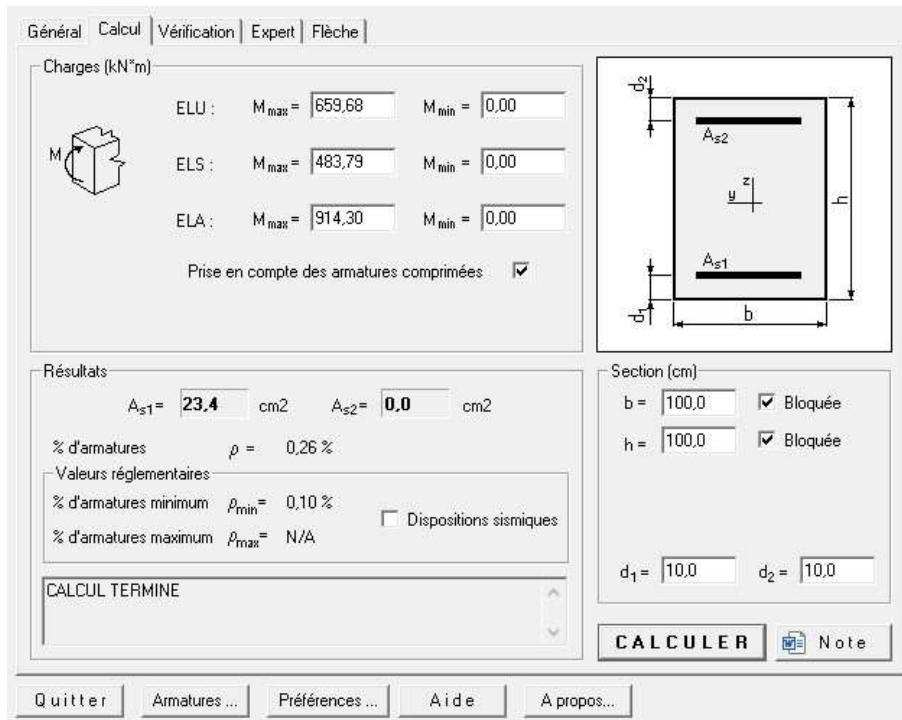 Général Calcul Vérification Expert Flèche
Charges (kN*m)
ELU : Mmax= 659,68 Mmin = 0,00
M
ELS : Mmax= 483,79 Mmin = 0,00
ELA : Mmax= 914,30 Mmin = 0,00
Prise en compte des armatures comprimées
d2
As2
z
y
h
As1
d1
b
Résultats
As1= 23,4 cm2 As2= 0,0 cm2
% d'armatures ρ = 0,26 %
Valeurs réglementaires
% d'armatures minimum ρmin= 0,10 %
Dispositions sismiques
% d'armatures maximum ρmax= N/A
CALCUL TERMINE
Section (cm)
b = 100,0 Bloquée
h = 100,0 Bloquée
d1 = 10,0 d2 = 10,0
CALCULER Note
Quitter Armatures ... Préférences ... Aide A propos...